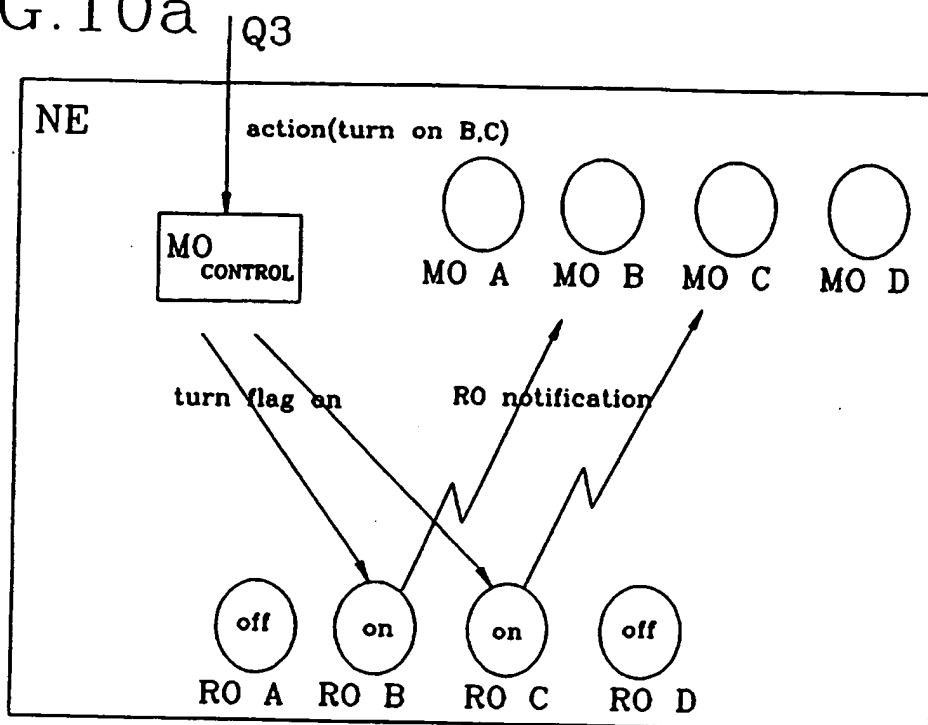 G.10a
Q3
NE
action(turn on B,C)
MO CONTROL
MO A MO B MO C MO D
turn flag on RO notification
off on on off
RO A RO B RO C RO D